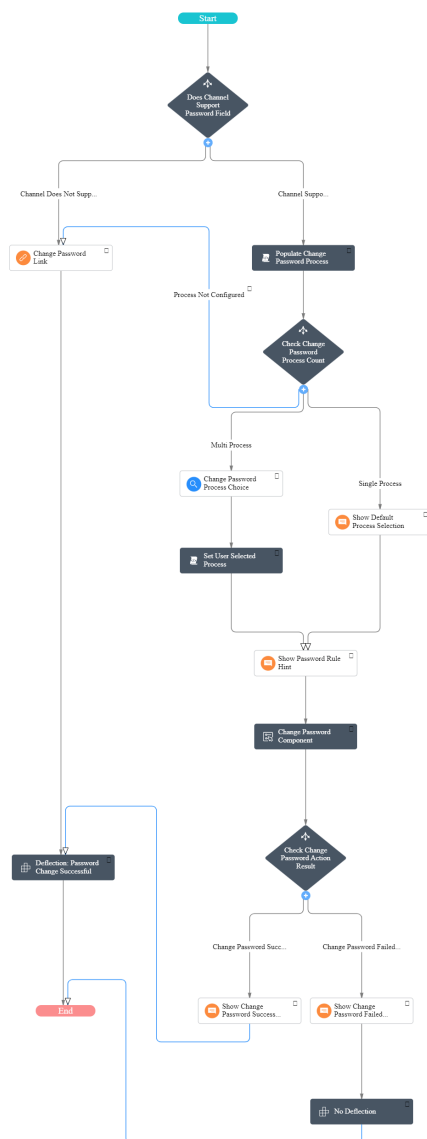 Start
Does Channel
Support
Password Field
Channel Does Not Supp...
Channel Suppo...
Change Password
Link
Populate Change
Password Process
Process Not Configured
Check Change
Password
Process Count
Multi Process
Change Password
Process Choice
Single Process
Show Default
Process Selection
Set User Selected
Process
Show Password Rule
Hint
Change Password
Component
Check Change
Password Action
Result
Deflection: Password
Change Successful
Change Password Succ...
Change Password Failed...
End
Show Change
Password Success...
Show Change
Password Failed...
No Deflection